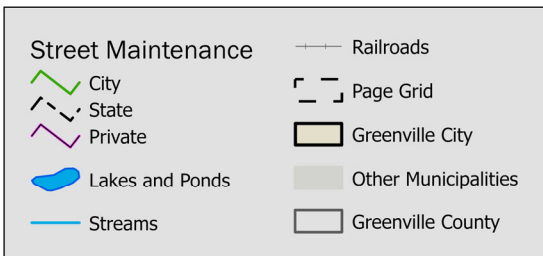 Street Maintenance
City
State
Private
Lakes and Ponds
Streams
Railroads
Page Grid
Greenville City
Other Municipalities
Greenville County